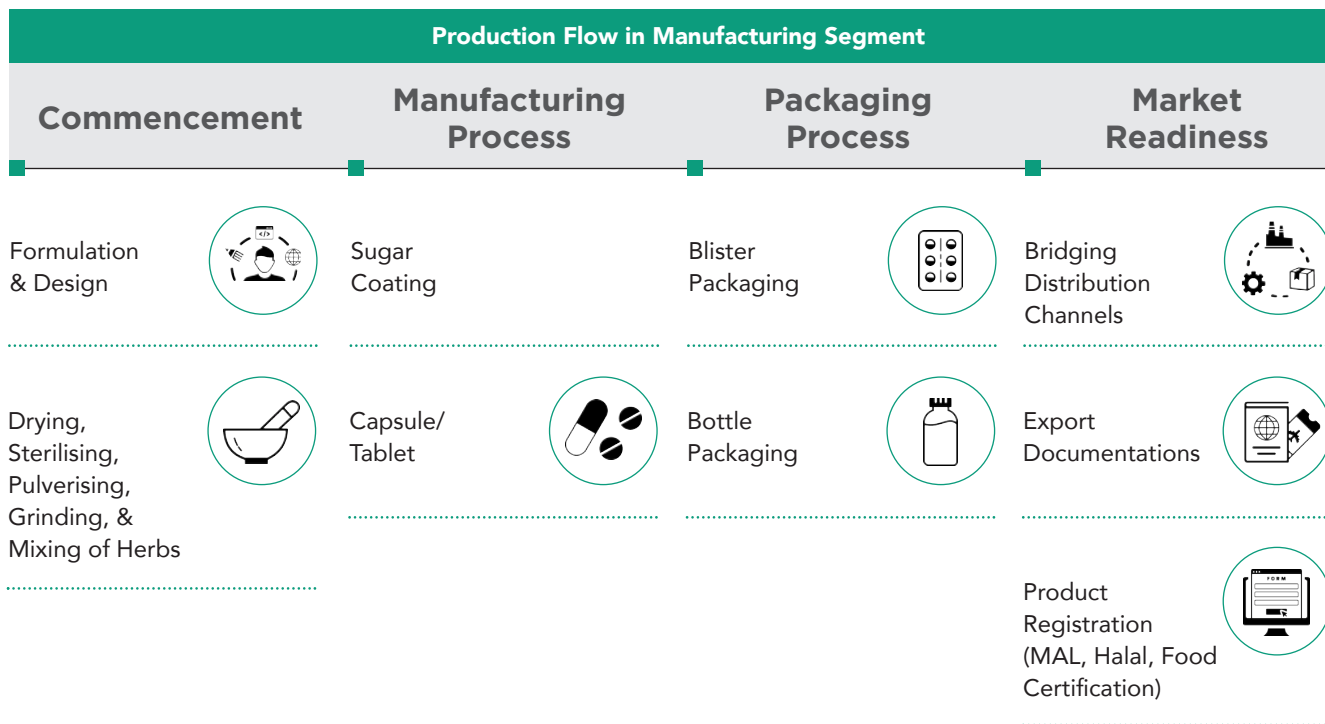 Production Flow in Manufacturing Segment
Commencement
Manufacturing
Process
Packaging
Process
Market
Readiness
Formulation
& Design
</>
Sugar
Coating
Blister
Packaging
Bridging
Distribution
Channels
Drying,
Sterilising,
Pulverising,
Grinding, &
Mixing of Herbs
Capsule/
Tablet
Bottle
Packaging
Export
Documentations
Product
Registration
(MAL, Halal, Food
Certification)
FORM